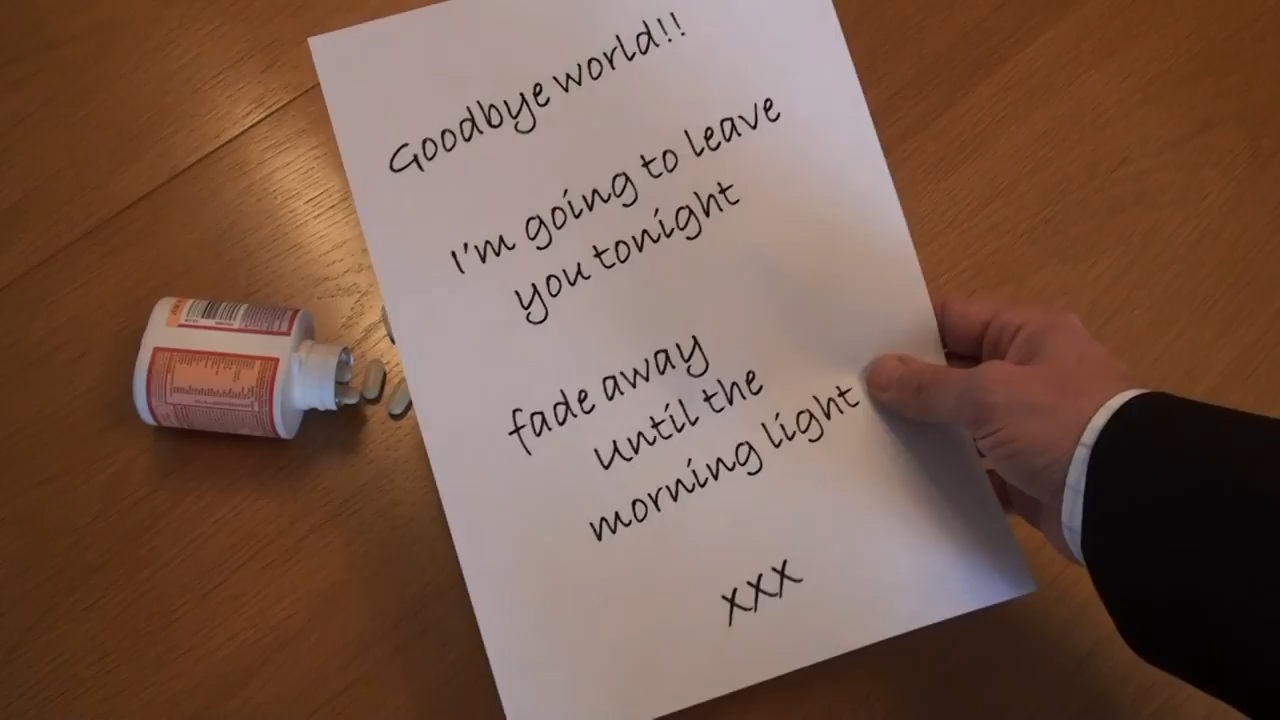 Goodbye world!!
I'm going to leave
you tonight
fade away
until the
morning light
xxx